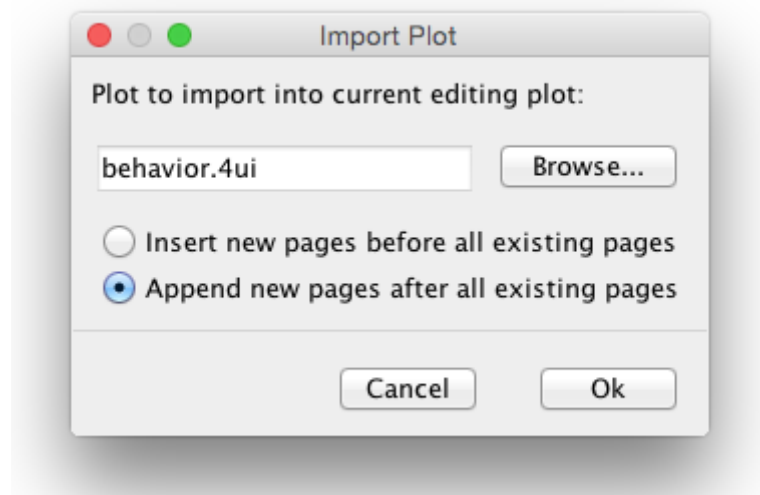 Import Plot
Plot to import into current editing plot:
behavior.4ui
Browse...
Insert new pages before all existing pages
Append new pages after all existing pages
Cancel
Ok